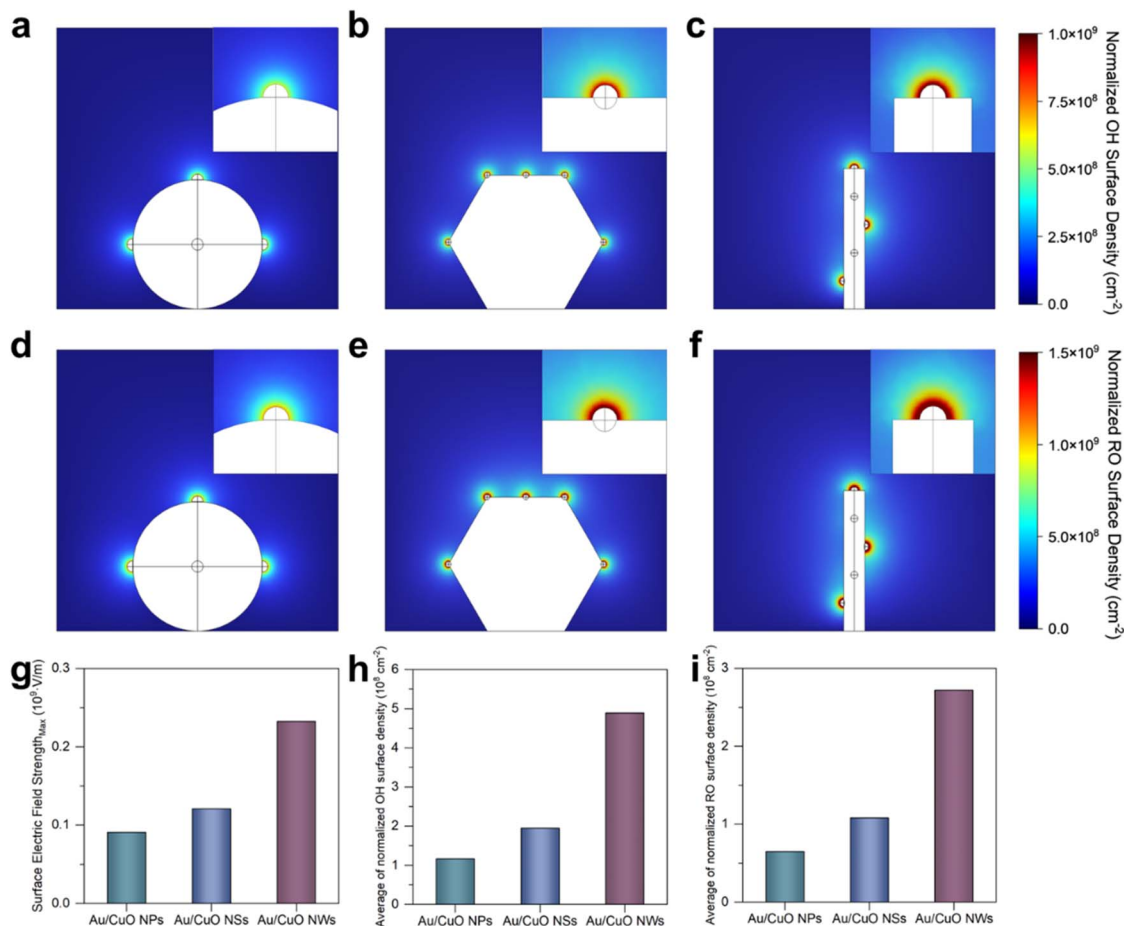 a
b
c
1.0×10⁹
7.5×10⁸
5.0×10⁸
2.5×10⁸
0.0
Normalized OH Surface Density (cm⁻²)
d
e
f
1.5×10⁹
1.0×10⁹
5.0×10⁸
0.0
Normalized RO Surface Density (cm⁻²)
g
Surface Electric Field Strength_Max (10⁹·V/m)
0.3
0.2
0.1
0.0
Au/CuO NPs Au/CuO NSs Au/CuO NWs
h
Average of normalized OH surface density (10⁸ cm⁻²)
6
5
4
3
2
1
0
Au/CuO NPs Au/CuO NSs Au/CuO NWs
i
Average of normalized RO surface density (10⁸ cm⁻²)
3
2
1
0
Au/CuO NPs Au/CuO NSs Au/CuO NWs